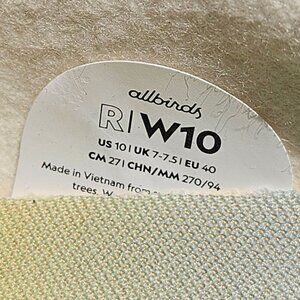 allbirds
R|W10
US 10 | UK 7-7.5 | EU 40
CM 27 | CHN/MM 270/94
Made in Vietnam from
trees.